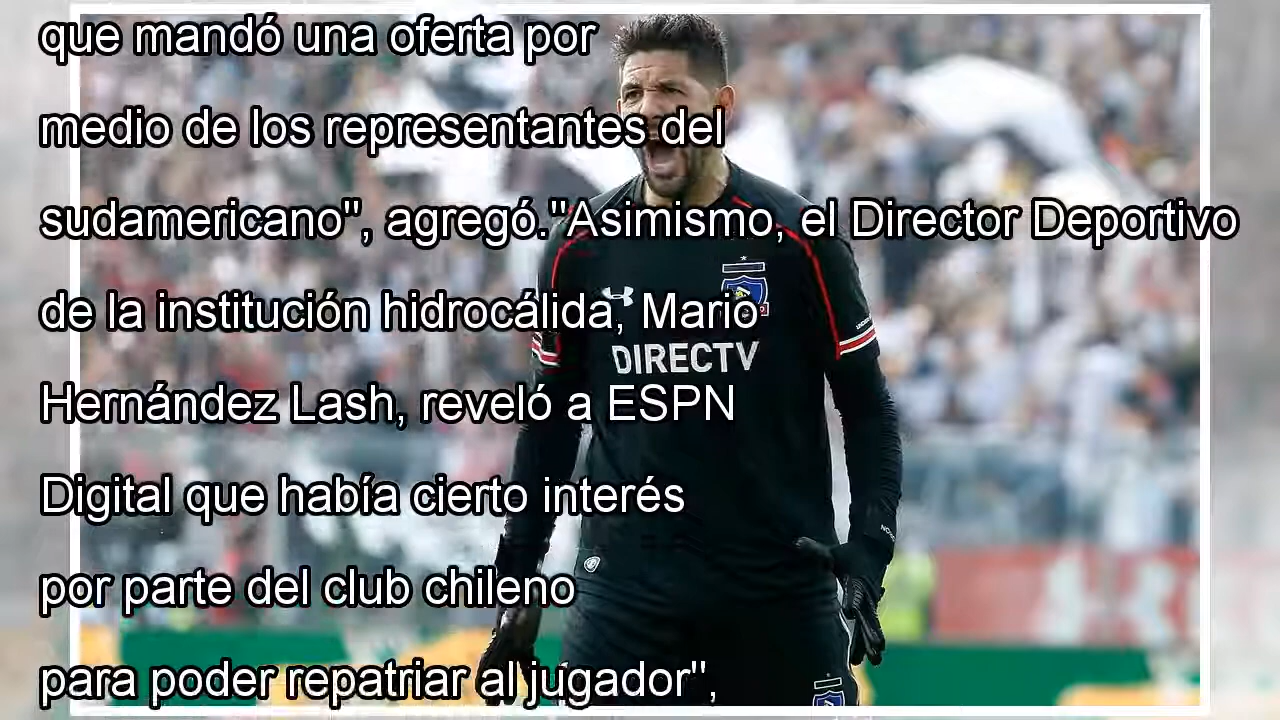 que mandó una oferta por
medio de los representantes del
sudamericano", agregó."Asimismo, el Director Deportivo
de la institución hidrocálida, Mario
DIRECTV
Hernández Lash, reveló a ESPN
Digital que había cierto interés
por parte del club chileno
para poder repatriar al jugador",